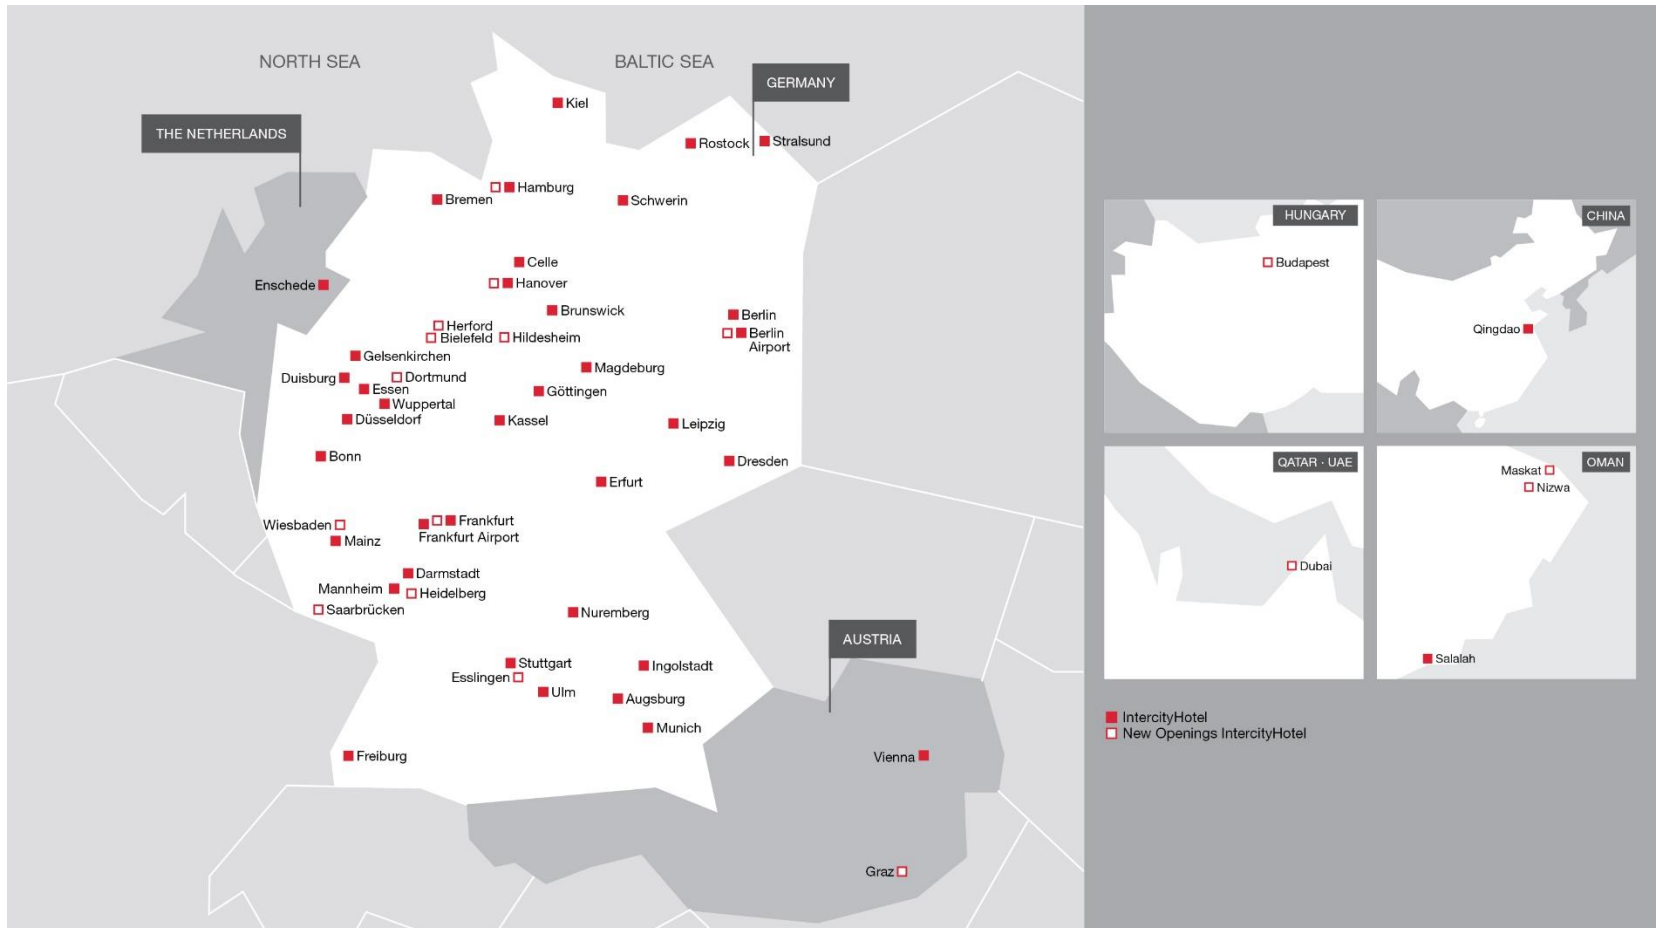 NORTH SEA
BALTIC SEA
GERMANY
THE NETHERLANDS
Kiel
Rostock
Stralsund
Hamburg
Bremen
Schwerin
Celle
Enschede
Hanover
Brunswick
Berlin
Herford
Bielefeld
Hildesheim
Berlin
Airport
Gelsenkirchen
Magdeburg
Duisburg
Dortmund
Essen
Göttingen
Wuppertal
Düsseldorf
Kassel
Leipzig
Bonn
Dresden
Erfurt
Wiesbaden
Frankfurt
Frankfurt Airport
Mainz
Darmstadt
Mannheim
Heidelberg
Saarbrücken
Nuremberg
AUSTRIA
Stuttgart
Ingolstadt
Esslingen
Ulm
Augsburg
Munich
Freiburg
Vienna
Graz
HUNGARY
Budapest
CHINA
Qingdao
QATAR · UAE
Dubai
OMAN
Maskat
Nizwa
Salalah
IntercityHotel
New Openings IntercityHotel